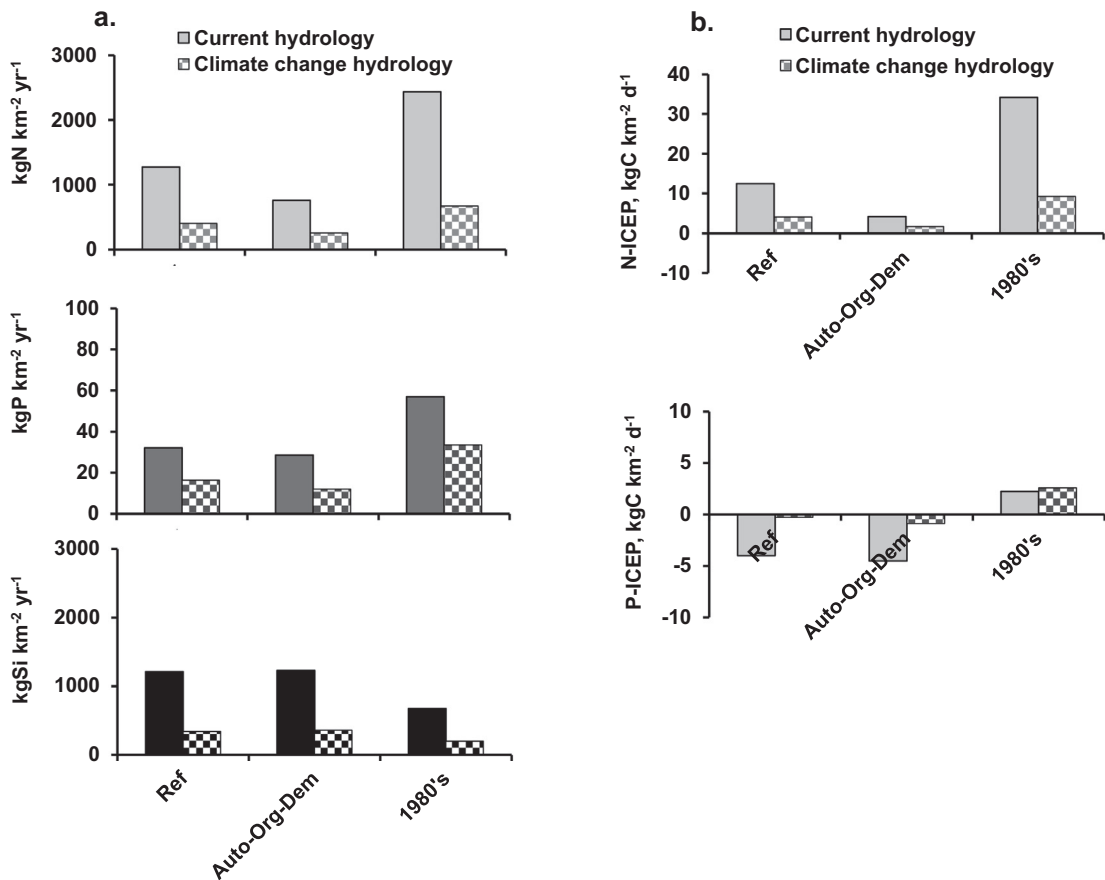 a.
Current hydrology
Climate change hydrology
kgN km-2 yr-1
3000
2000
1000
0
kgP km-2 yr-1
100
80
60
40
20
0
kgSi km-2 yr-1
3000
2000
1000
0
Ref
Auto-Org-Dem
1980's
b.
Current hydrology
Climate change hydrology
N-ICEP, kgC km-2 d-1
40
30
20
10
0
-10
Ref
Auto-Org-Dem
1980's
P-ICEP, kgC km-2 d-1
10
5
0
-5
-10
Ref
Auto-Org-Dem
1980's